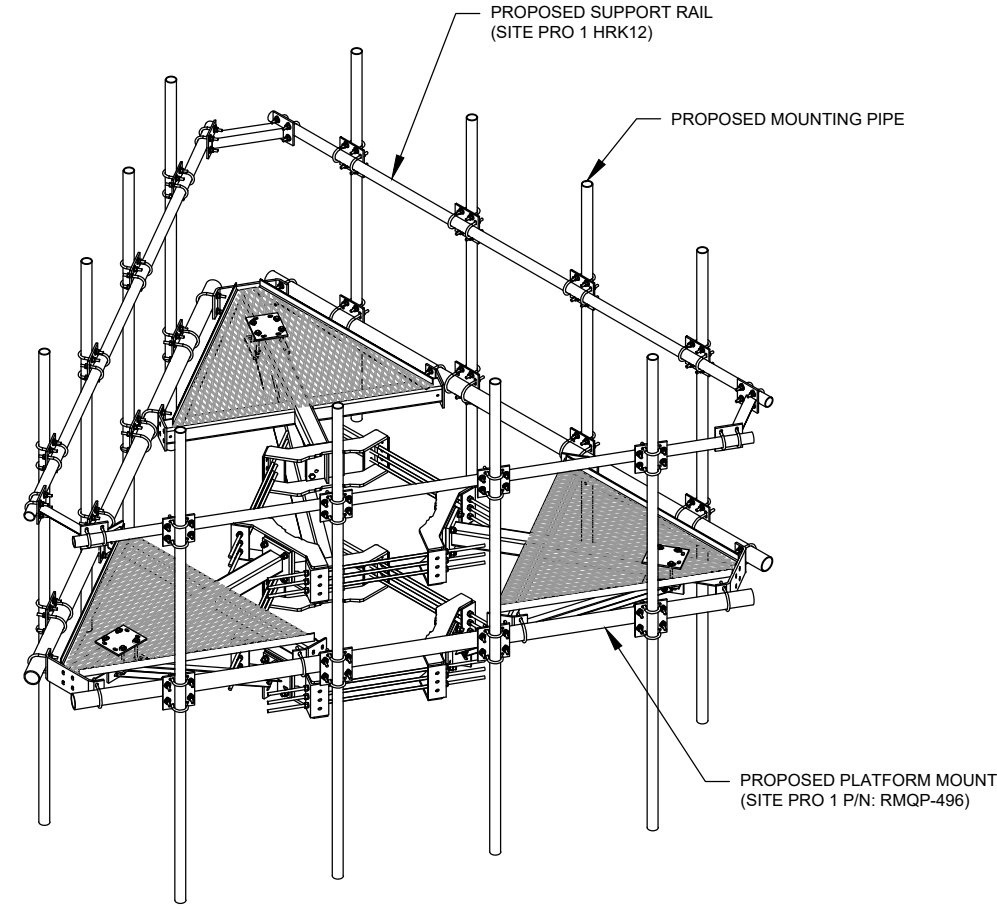 PROPOSED SUPPORT RAIL
(SITE PRO 1 HRK12)
PROPOSED MOUNTING PIPE
PROPOSED PLATFORM MOUNT
(SITE PRO 1 P/N: RMQP-496)